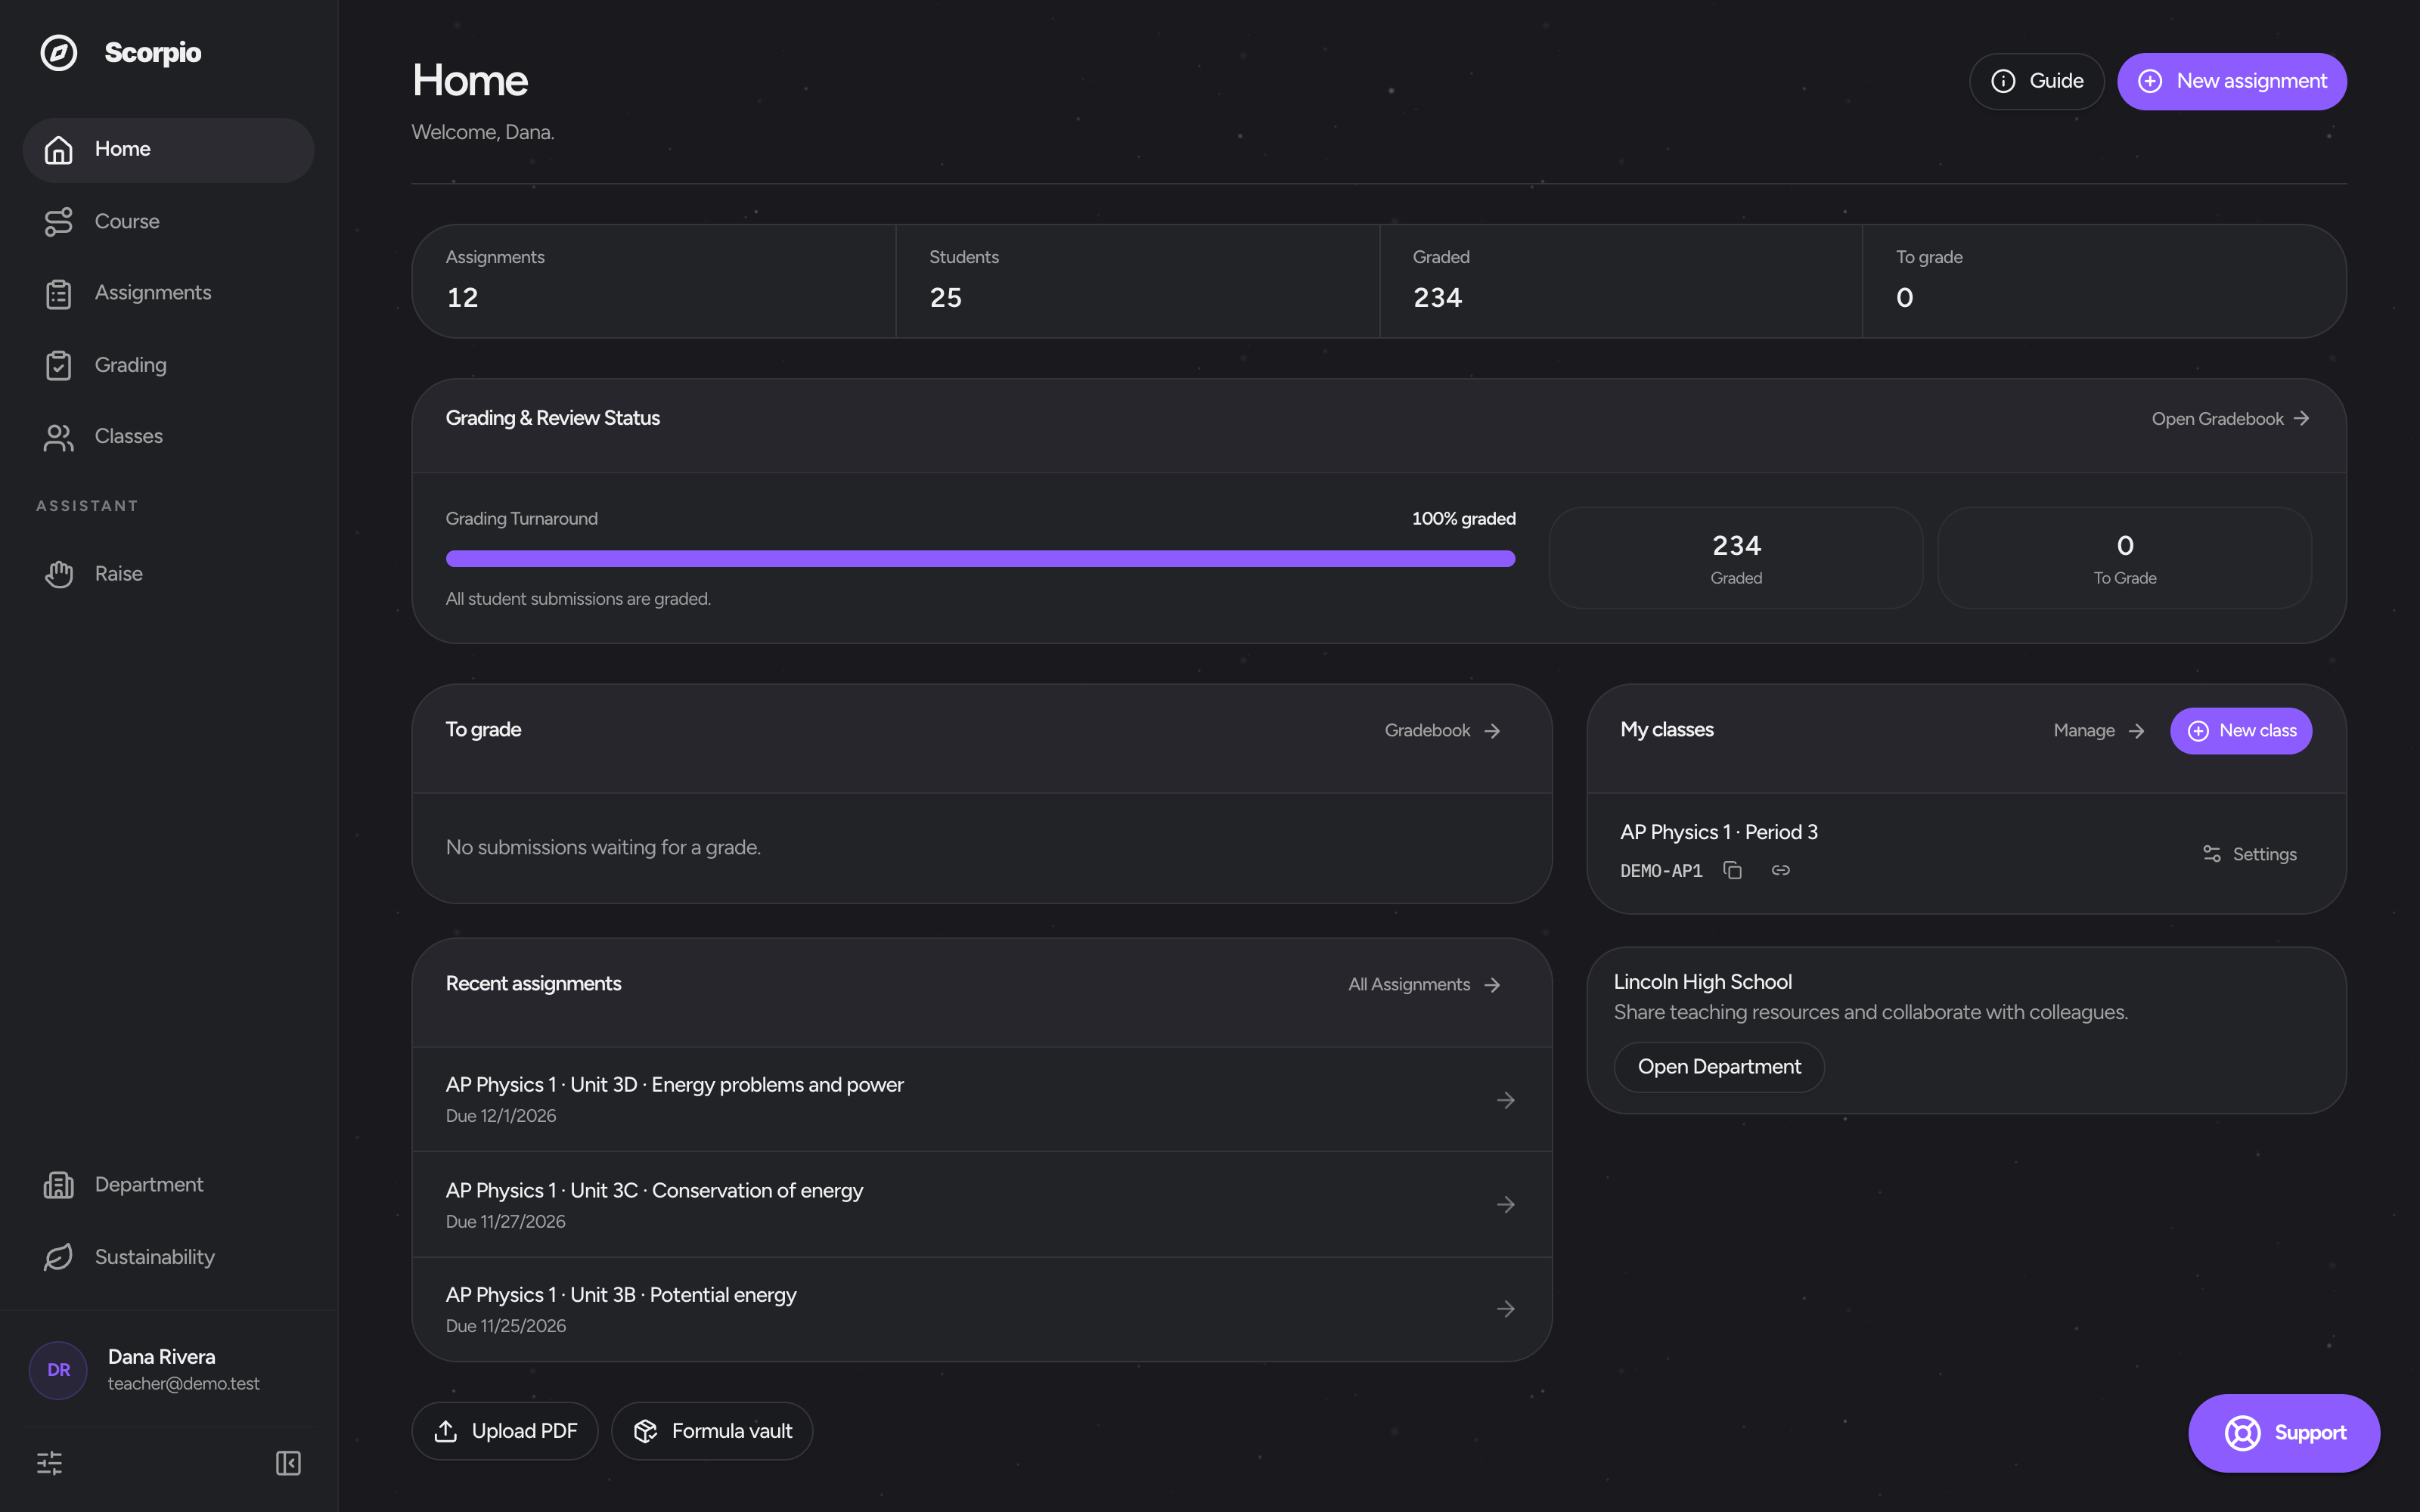 Scorpio
Home
Course
Assignments
Grading
Classes
ASSISTANT
Raise
Department
Sustainability
DR
Dana Rivera
teacher@demo.test
Home
Welcome, Dana.
Guide
New assignment
Assignments
12
Students
25
Graded
234
To grade
0
Grading & Review Status
Open Gradebook
Grading Turnaround
100% graded
All student submissions are graded.
234
Graded
0
To Grade
To grade
Gradebook
No submissions waiting for a grade.
My classes
Manage
New class
AP Physics 1 · Period 3
DEMO-AP1
Settings
Recent assignments
All Assignments
AP Physics 1 · Unit 3D · Energy problems and power
Due 12/1/2026
AP Physics 1 · Unit 3C · Conservation of energy
Due 11/27/2026
AP Physics 1 · Unit 3B · Potential energy
Due 11/25/2026
Lincoln High School
Share teaching resources and collaborate with colleagues.
Open Department
Upload PDF
Formula vault
Support